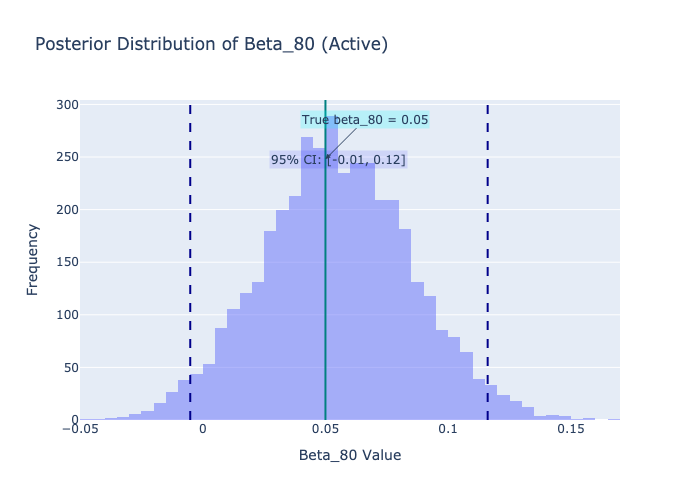 Posterior Distribution of Beta_80 (Active)
300
True beta_80 = 0.05
250
95% CI: [-0.01, 0.12]
200
150
100
50
0
Frequency
−0.05
0
0.05
0.1
0.15
Beta_80 Value